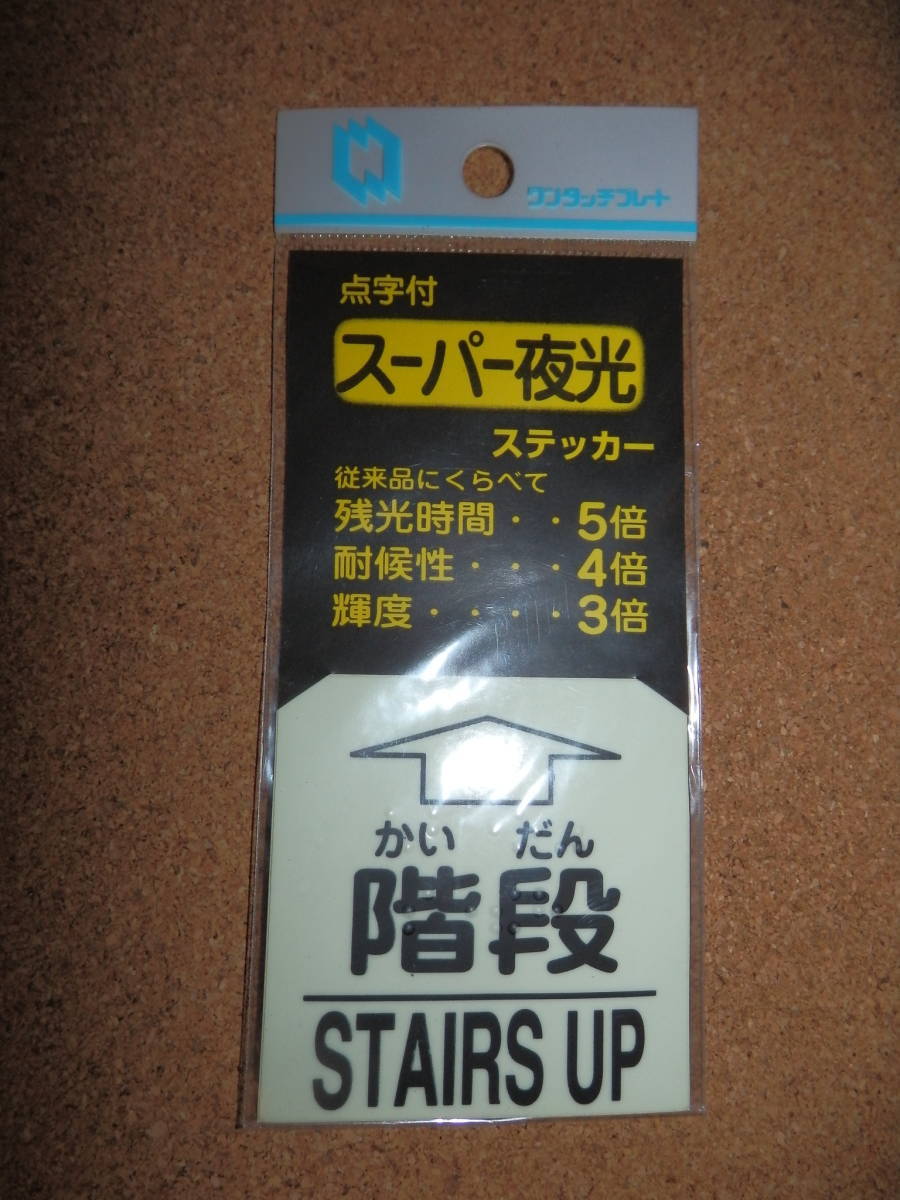 ワンタッチプレート
点字付
スーパー夜光
ステッカー
従来品にくらべて
残光時間・・5倍
耐候性・・・4倍
輝度・・・・3倍
かい だん
階段
STAIRS UP